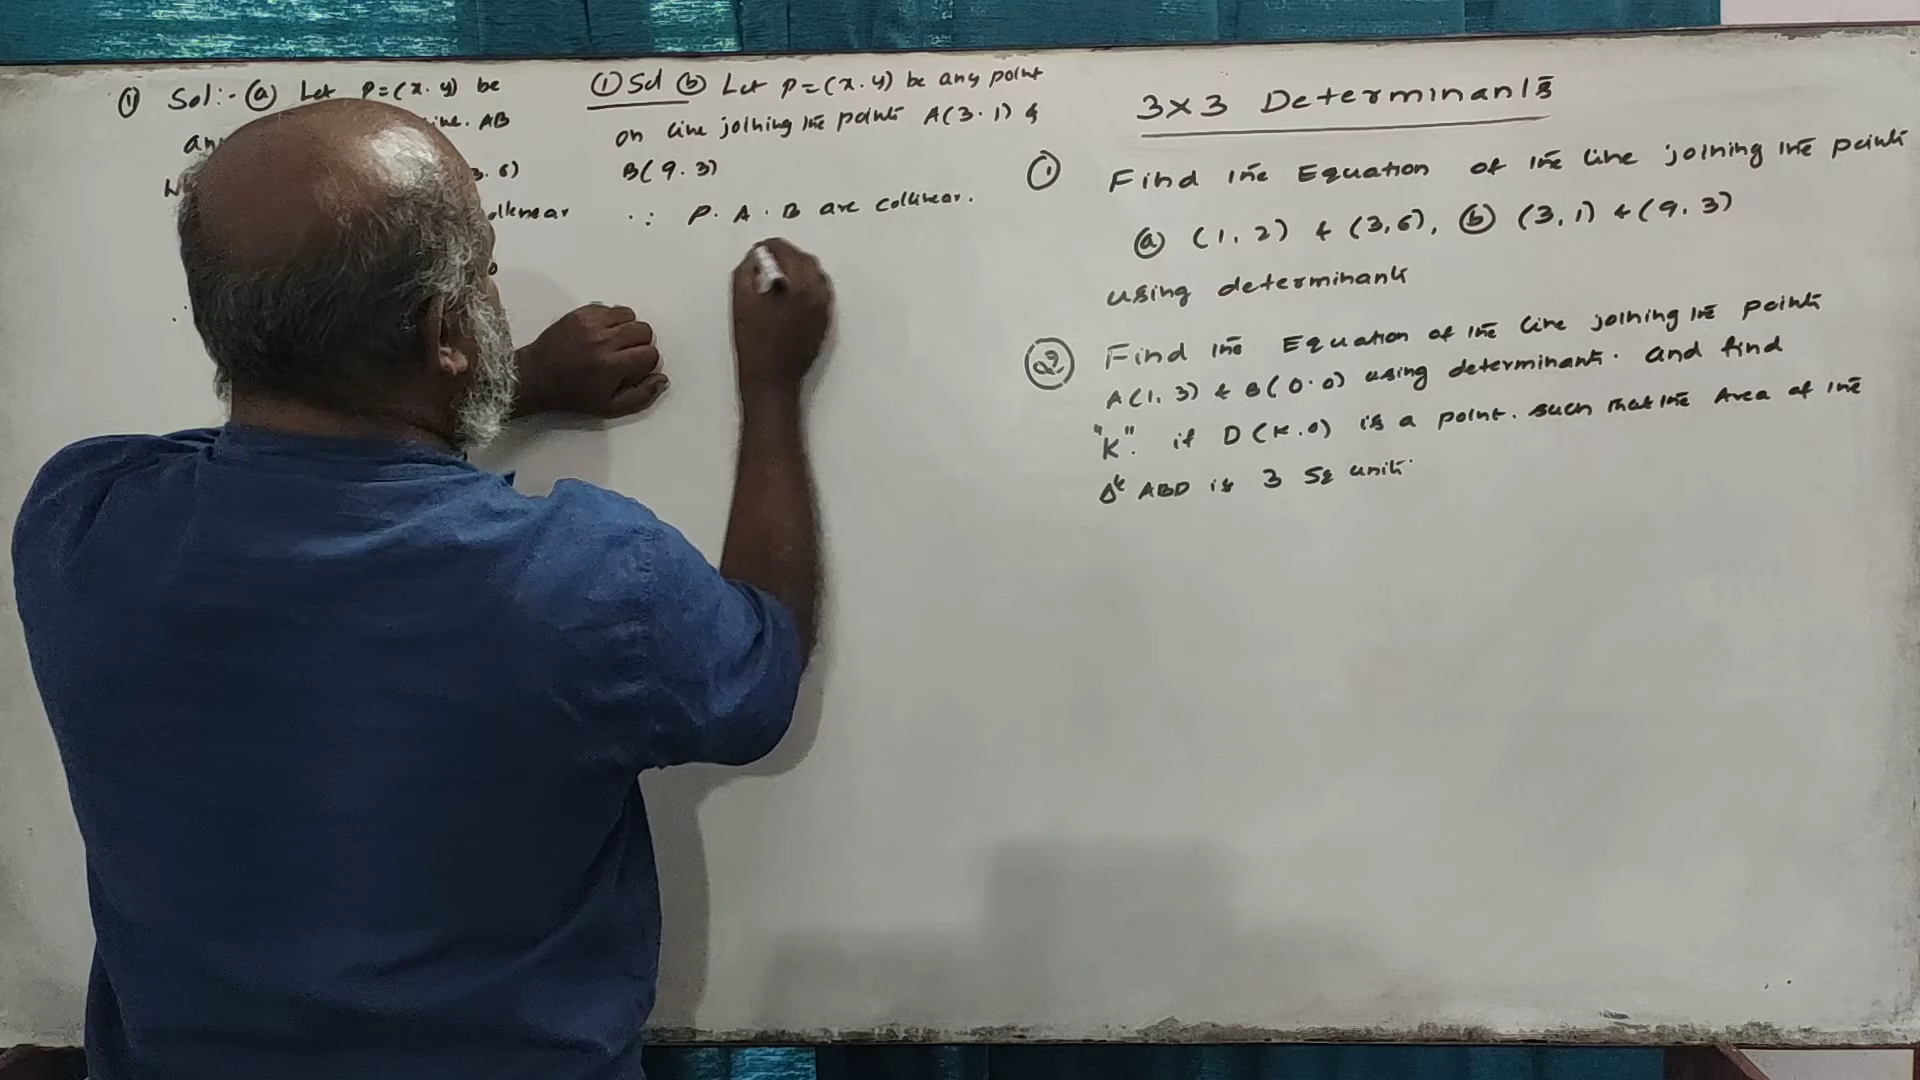 ① Sol:- ⓐ Let P=(x.y) be
AB
3.6)
① Sol ⓑ Let P=(x.y) be any point
on line joining the points A(3.1) &
B(9.3)
∵ P.A.B are collinear.
3×3 Determinants
① Find the Equation of the line joining the points
ⓐ (1,2) & (3,6), ⓑ (3,1) & (9,3)
using determinants
② Find the Equation of the line joining the points
A(1,3) & B(0.0) using determinants. and find
"K". if D(K.0) is a point. such that the Area of the
Δle ABD is 3 sq units.